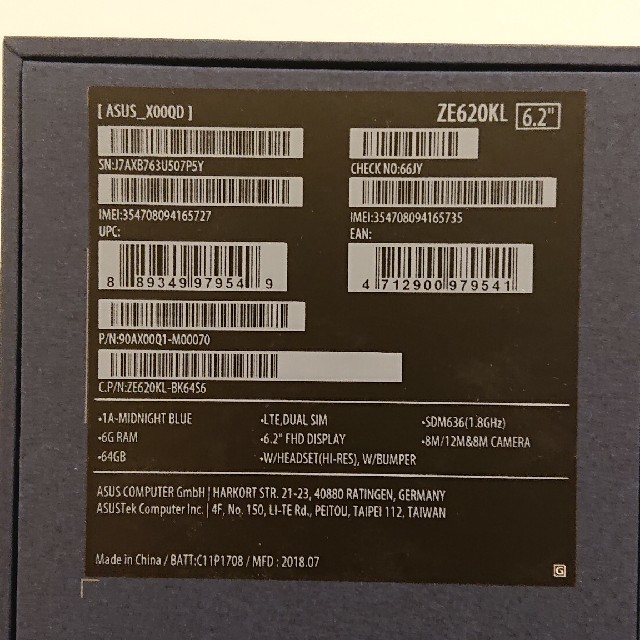 [ ASUS_X00QD ]
ZE620KL 6.2"
SN:J7AXB763U507P5Y
CHECK NO:66JY
IMEI:354708094165727
IMEI:354708094165735
UPC:
EAN:
8 89349 97954 9
4 712900 979541
P/N:90AX00Q1-M00070
C.P/N:ZE620KL-BK64S6
•1A-MIDNIGHT BLUE
•6G RAM
•64GB
•LTE,DUAL SIM
•6.2" FHD DISPLAY
•W/HEADSET(HI-RES), W/BUMPER
•SDM636(1.8GHz)
•8M/12M&8M CAMERA
ASUS COMPUTER GmbH | HARKORT STR. 21-23, 40880 RATINGEN, GERMANY
ASUSTek Computer Inc. | 4F, No. 150, LI-TE Rd., PEITOU, TAIPEI 112, TAIWAN
Made in China / BATT:C11P1708 / MFD : 2018.07
G